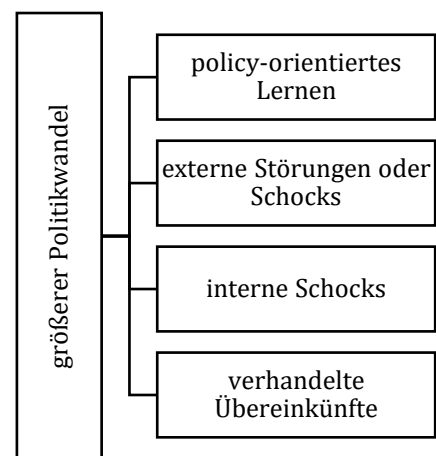 größerer Politikwandel
policy-orientiertes
Lernen
externe Störungen oder
Schocks
interne Schocks
verhandelte
Übereinkünfte